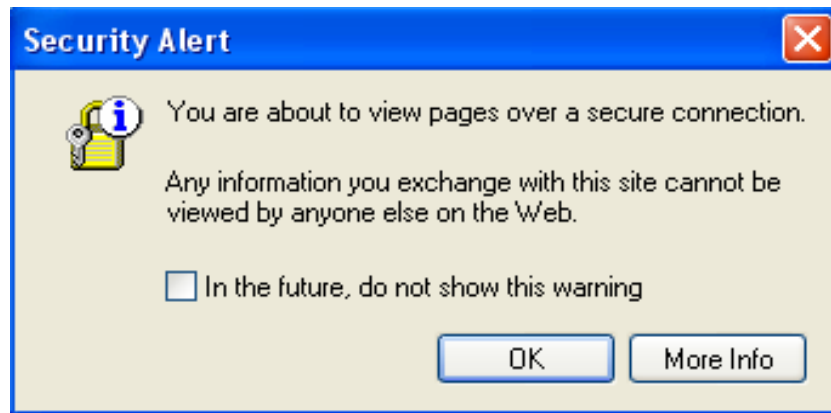 Security Alert
You are about to view pages over a secure connection.
Any information you exchange with this site cannot be
viewed by anyone else on the Web.
In the future, do not show this warning
OK More Info